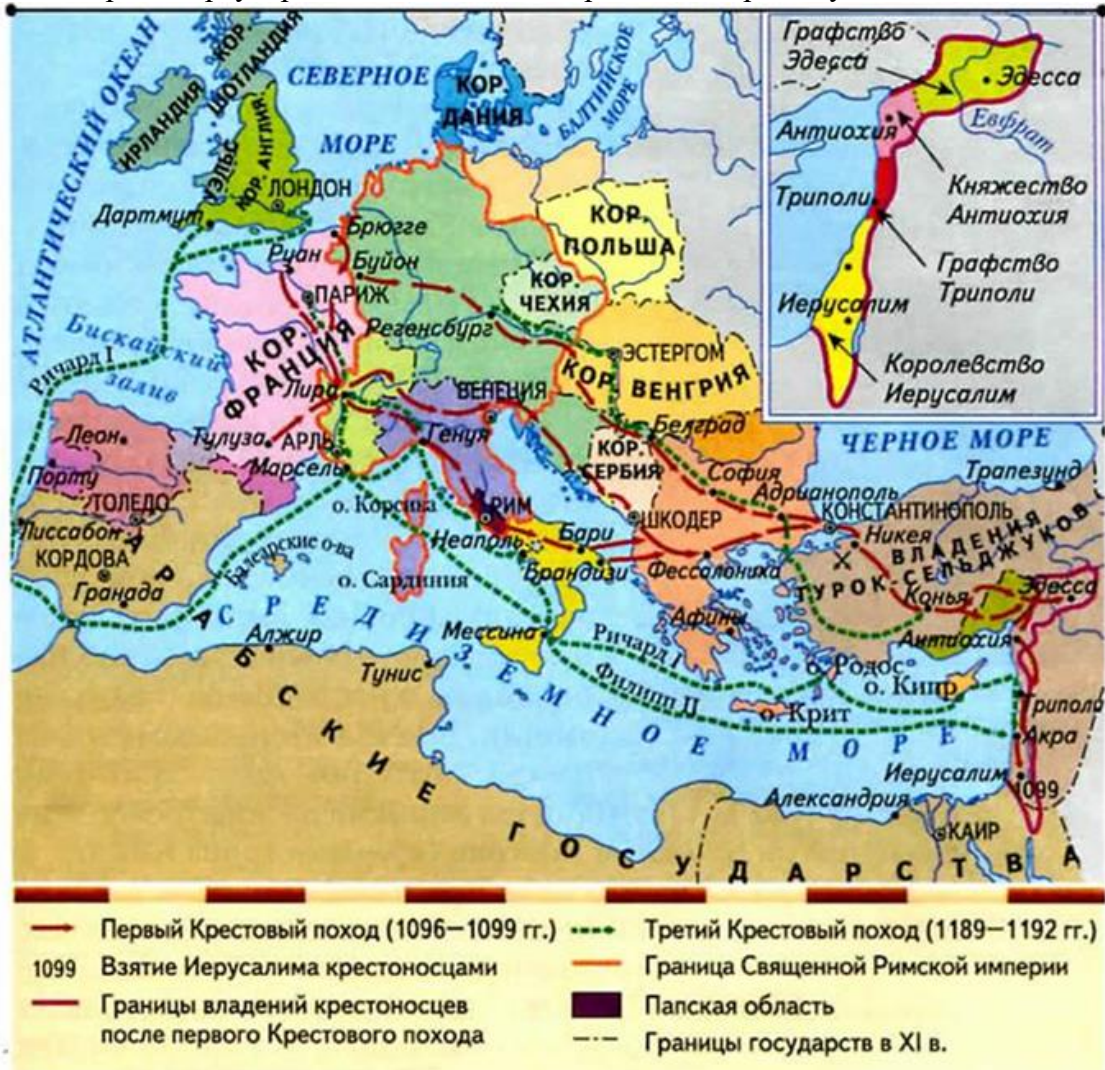 АТЛАНТИЧЕСКИЙ ОКЕАН
ИРЛАНДИЯ
КОР. ШОТЛАНДИЯ
СЕВЕРНОЕ
МОРЕ
КОР.
ДАНИЯ
БАЛТИЙСКОЕ
МОРЕ
УЭЛЬС
КОР. АНГЛИЯ
ЛОНДОН
Дартмут
Брюгге
Руан
Буйон
ПАРИЖ
КОР.
ПОЛЬША
КОР.
ЧЕХИЯ
Регенсбург
Бискайский
залив
Ричард I
КОР.
ФРАНЦИЯ
Лира
ВЕНЕЦИЯ
ЭСТЕРГОМ
КОР. ВЕНГРИЯ
Леон
Тулуза
АРЛЬ
Генуя
Марсель
Белград
КОР.
СЕРБИЯ
ЧЕРНОЕ МОРЕ
Порту
ТОЛЕДО
о. Корсика
РИМ
ШКОДЕР
София
Адрианополь
Трапезунд
КОНСТАНТИНОПОЛЬ
Лиссабон
КОРДОВА
Гранада
Балеарские о-ва
о. Сардиния
Неаполь
Бари
Брандизи
Фессалоника
Никея
ВЛАДЕНИЯ
ТУРОК-СЕЛЬДЖУКОВ
Конья
Эдесса
Антиохия
СРЕДИЗЕМНОЕ МОРЕ
Алжир
Тунис
Мессина
Афины
Ричард I
Филипп II
о. Родос
о. Кипр
о. Крит
Триполи
Акра
Иерусалим
1099
Александрия
КАИР
АРАБСКИЕ ГОСУДАРСТВА
Графство
Эдесса
Эдесса
Евфрат
Антиохия
Княжество
Антиохия
Триполи
Графство
Триполи
Иерусалим
Королевство
Иерусалим
Первый Крестовый поход (1096—1099 гг.)
1099 Взятие Иерусалима крестоносцами
Границы владений крестоносцев
после первого Крестового похода
Третий Крестовый поход (1189—1192 гг.)
Граница Священной Римской империи
Папская область
Границы государств в XI в.